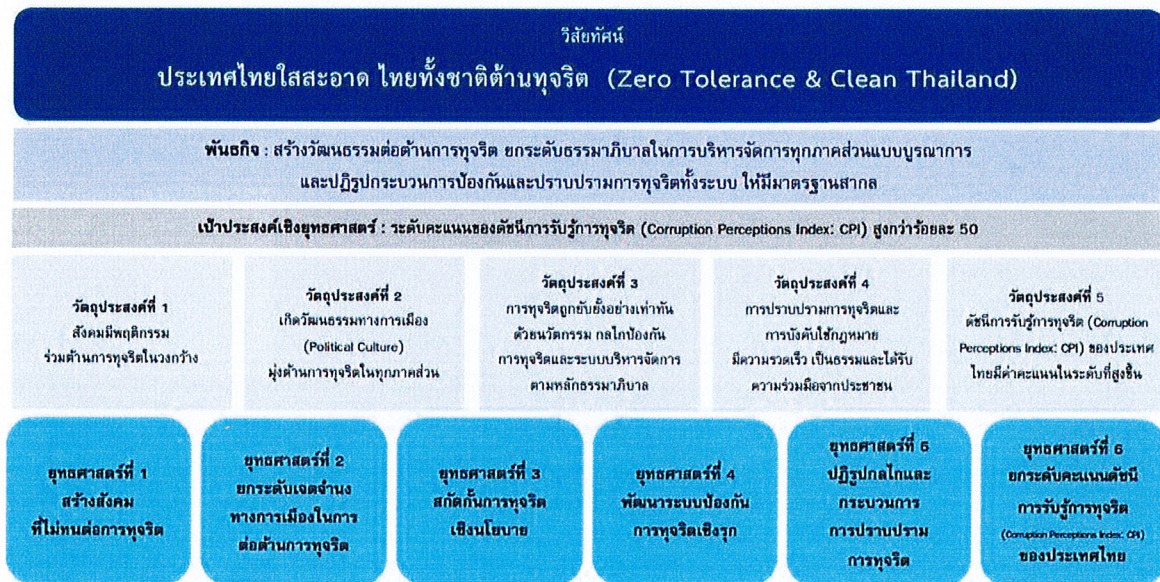 วิสัยทัศน์
ประเทศไทยใสสะอาด ไทยทั้งชาติต้านทุจริต (Zero Tolerance & Clean Thailand)
พันธกิจ : สร้างวัฒนธรรมต่อต้านการทุจริต ยกระดับธรรมาภิบาลในการบริหารจัดการทุกภาคส่วนแบบบูรณาการ
และปฏิรูปกระบวนการป้องกันและปราบปรามการทุจริตทั้งระบบ ให้มีมาตรฐานสากล
เป้าประสงค์เชิงยุทธศาสตร์ : ระดับคะแนนของดัชนีการรับรู้การทุจริต (Corruption Perceptions Index: CPI) สูงกว่าร้อยละ 50
วัตถุประสงค์ที่ 1
สังคมมีพฤติกรรม
ร่วมต้านการทุจริตในวงกว้าง
วัตถุประสงค์ที่ 2
เกิดวัฒนธรรมทางการเมือง
(Political Culture)
มุ่งต้านการทุจริตในทุกภาคส่วน
วัตถุประสงค์ที่ 3
การทุจริตถูกยับยั้งอย่างเท่าทัน
ด้วยนวัตกรรม กลไกป้องกัน
การทุจริตและระบบบริหารจัดการ
ตามหลักธรรมาภิบาล
วัตถุประสงค์ที่ 4
การปราบปรามการทุจริตและ
การบังคับใช้กฎหมาย
มีความรวดเร็ว เป็นธรรมและได้รับ
ความร่วมมือจากประชาชน
วัตถุประสงค์ที่ 5
ดัชนีการรับรู้การทุจริต (Corruption
Perceptions Index: CPI) ของประเทศ
ไทยมีค่าคะแนนในระดับที่สูงขึ้น
ยุทธศาสตร์ที่ 1
สร้างสังคม
ที่ไม่ทนต่อการทุจริต
ยุทธศาสตร์ที่ 2
ยกระดับเจตจำนง
ทางการเมืองในการ
ต่อต้านการทุจริต
ยุทธศาสตร์ที่ 3
สกัดกั้นการทุจริต
เชิงนโยบาย
ยุทธศาสตร์ที่ 4
พัฒนาระบบป้องกัน
การทุจริตเชิงรุก
ยุทธศาสตร์ที่ 5
ปฏิรูปกลไกและ
กระบวนการ
การปราบปราม
การทุจริต
ยุทธศาสตร์ที่ 6
ยกระดับคะแนนดัชนี
การรับรู้การทุจริต
(Corruption Perceptions Index: CPI)
ของประเทศไทย